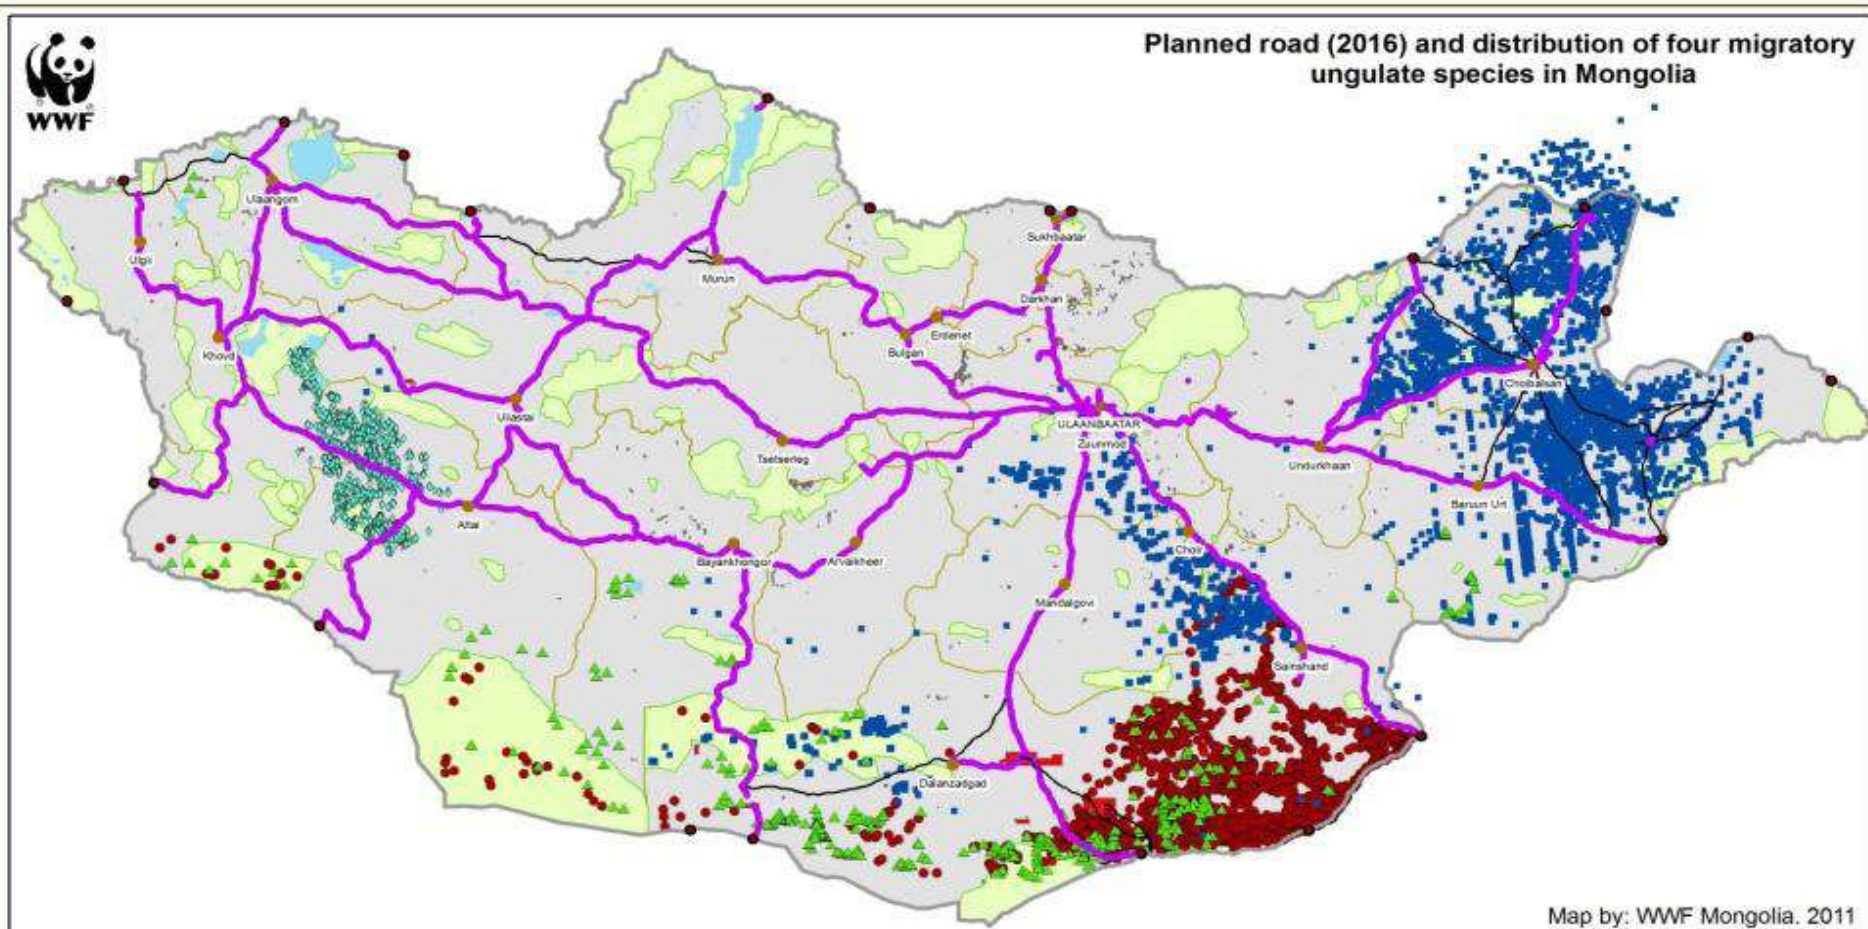 Planned road (2016) and distribution of four migratory
ungulate species in Mongolia
WWF
Ulaangom
Ulgii
Sukhbaatar
Murun
Darkhan
Erdenet
Bulgan
Khovd
Choibalsan
Uliastai
ULAANBAATAR
Zuunmod
Tsetserleg
Undurkhaan
Baruun Urt
Altai
Choir
Bayankhongor
Arvaikheer
Mandalgovi
Sainshand
Dalanzadgad
Map by: WWF Mongolia. 2011